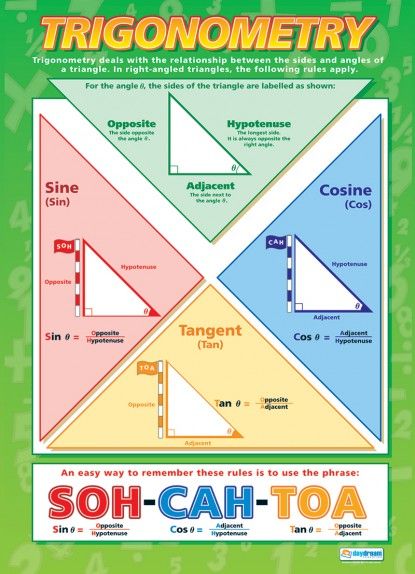 TRIGONOMETRY
Trigonometry deals with the relationship between the sides and angles of
a triangle. In right-angled triangles, the following rules apply.
For the angle θ, the sides of the triangle are labelled as shown:
Opposite
The side opposite
the angle θ.
Hypotenuse
The longest side.
It is always opposite the
right angle.
θ
Adjacent
The side next to
the angle θ.
Sine
(Sin)
SOH
Opposite
Hypotenuse
θ
Sin θ = Opposite
Hypotenuse
Cosine
(Cos)
CAH
Hypotenuse
θ
Adjacent
Cos θ = Adjacent
Hypotenuse
Tangent
(Tan)
TOA
Opposite
θ
Adjacent
Tan θ = Opposite
Adjacent
An easy way to remember these rules is to use the phrase:
SOH-CAH-TOA
Sin θ = Opposite
Hypotenuse
Cos θ = Adjacent
Hypotenuse
Tan θ = Opposite
Adjacent
daydream